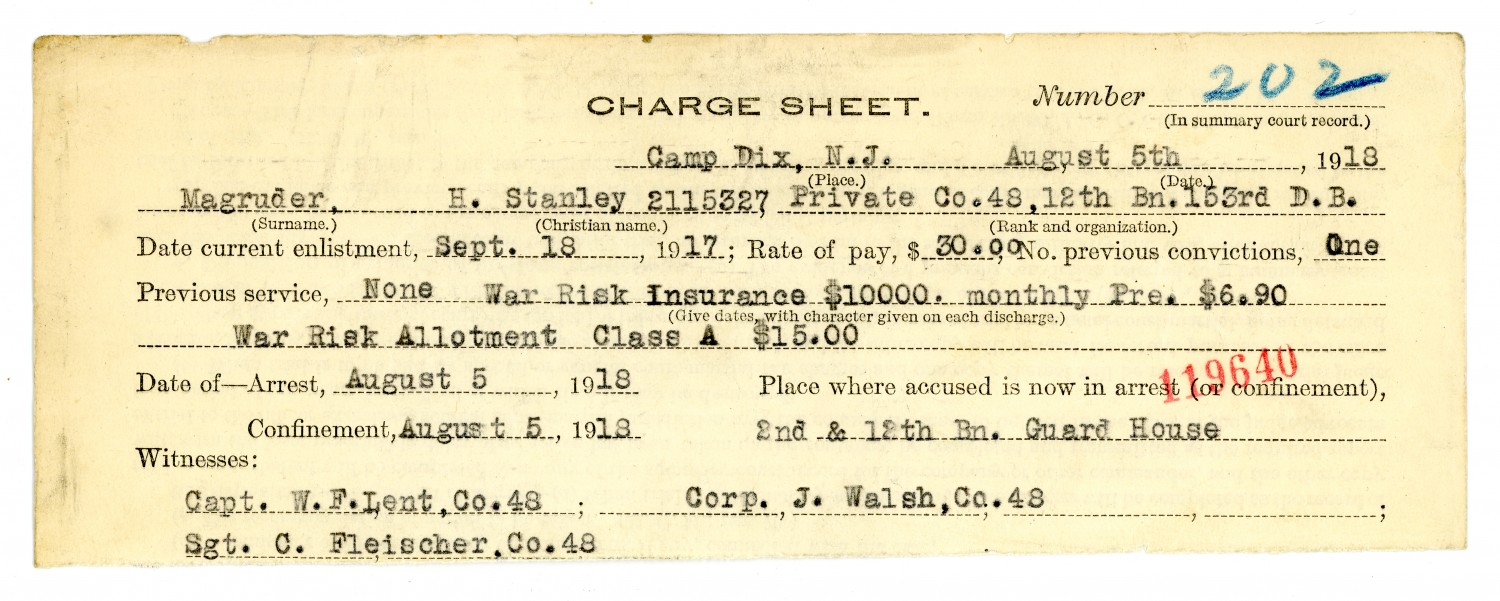 Number 202
CHARGE SHEET.
(In summary court record.)
Camp Dix, N.J. August 5th, 1918
(Place.) (Date.)
Magruder, H. Stanley 2115327, Private Co.48,12th Bn.153rd D.B.
(Surname.) (Christian name.) (Rank and organization.)
Date current enlistment, Sept. 18, 1917; Rate of pay, $30.00, No. previous convictions, One
Previous service, None War Risk Insurance $10000. monthly Pre. $6.90
(Give dates, with character given on each discharge.)
War Risk Allotment Class A $15.00
119640
Date of—Arrest, August 5, 1918 Place where accused is now in arrest (or confinement),
Confinement, August 5, 1918 2nd & 12th Bn. Guard House
Witnesses:
Capt. W.F.Lent,Co.48 ; Corp. J. Walsh,Co.48 , ;
Sgt. C. Fleischer,Co.48